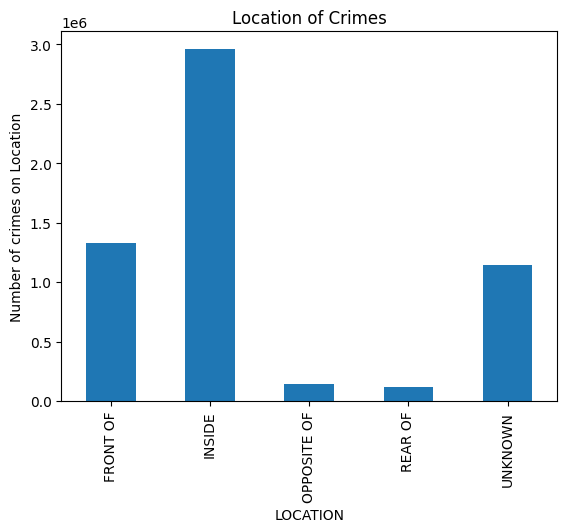 Location of Crimes
1e6
Number of crimes on Location
3.0
2.5
2.0
1.5
1.0
0.5
0.0
FRONT OF
INSIDE
OPPOSITE OF
REAR OF
UNKNOWN
LOCATION